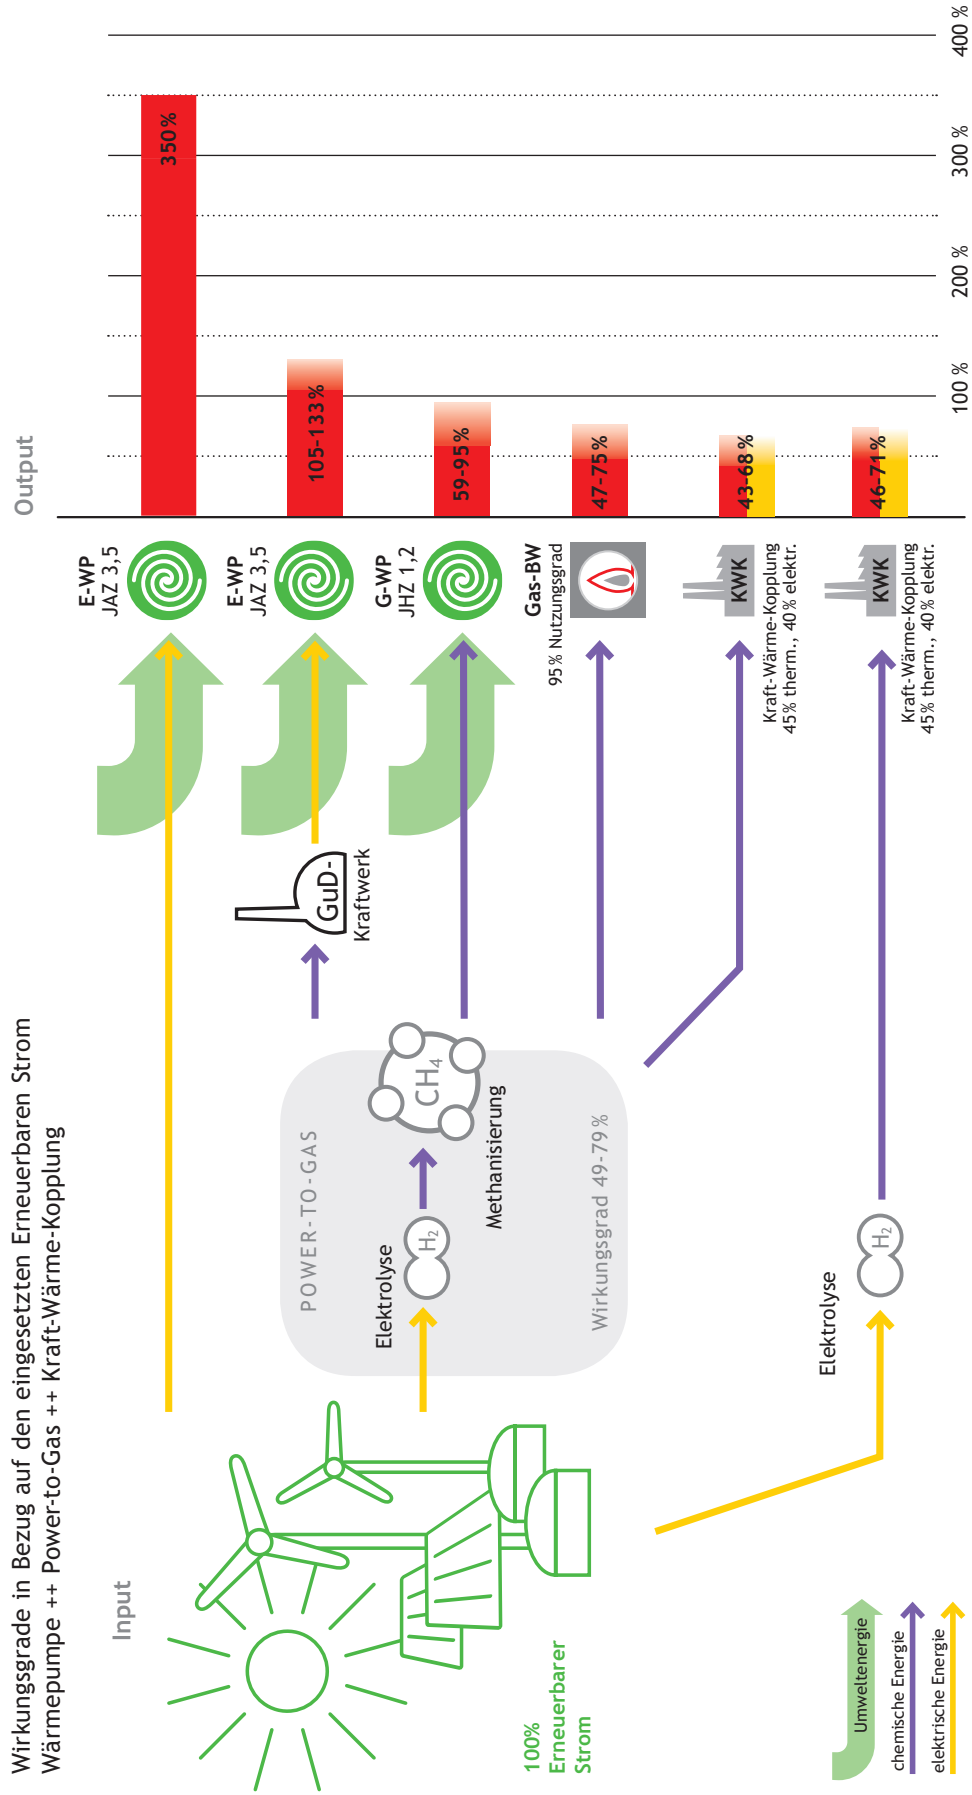 Wirkungsgrade in Bezug auf den eingesetzten Erneuerbaren Strom
Wärmepumpe ++ Power-to-Gas ++ Kraft-Wärme-Kopplung
Input
Output
100%
Erneuerbarer
Strom
POWER-TO-GAS
Elektrolyse
H₂
CH₄
Methanisierung
Wirkungsgrad 49-79%
Elektrolyse
H₂
GuD-
Kraftwerk
E-WP
JAZ 3,5
350%
E-WP
JAZ 3,5
105-133%
G-WP
JHZ 1,2
59-95%
Gas-BW
95% Nutzungsgrad
47-75%
KWK
Kraft-Wärme-Kopplung
45% therm., 40% elektr.
43-68%
KWK
Kraft-Wärme-Kopplung
45% therm., 40% elektr.
46-71%
100 %
200 %
300 %
400 %
Umweltenergie
chemische Energie
elektrische Energie